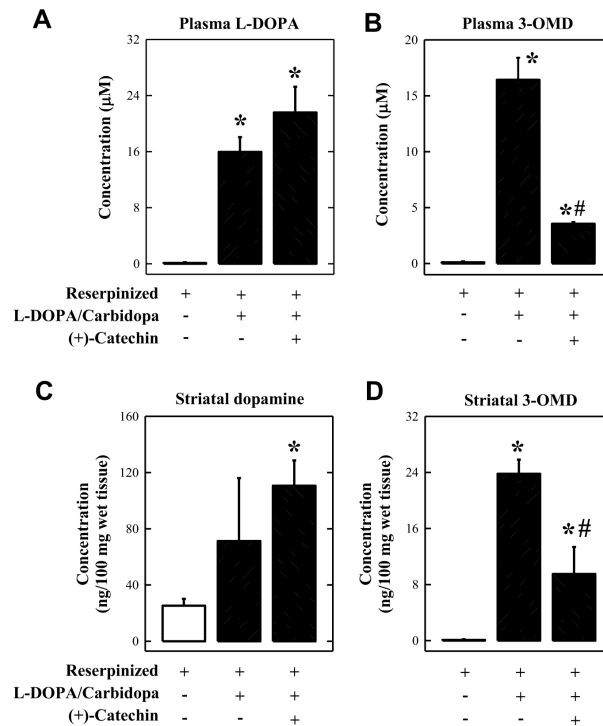 A
Plasma L-DOPA
Concentration (μM)
32
24
16
8
0
*
*
B
Plasma 3-OMD
Concentration (μM)
20
15
10
5
0
*
*#
Reserpinized + + + + + +
L-DOPA/Carbidopa - + + - + +
(+)-Catechin - - + - - +
C
Striatal dopamine
Concentration
(ng/100 mg wet tissue)
160
120
80
40
0
*
D
Striatal 3-OMD
Concentration
(ng/100 mg wet tissue)
32
24
16
8
0
*
*#
Reserpinized + + + + + +
L-DOPA/Carbidopa - + + - + +
(+)-Catechin - - + - - +